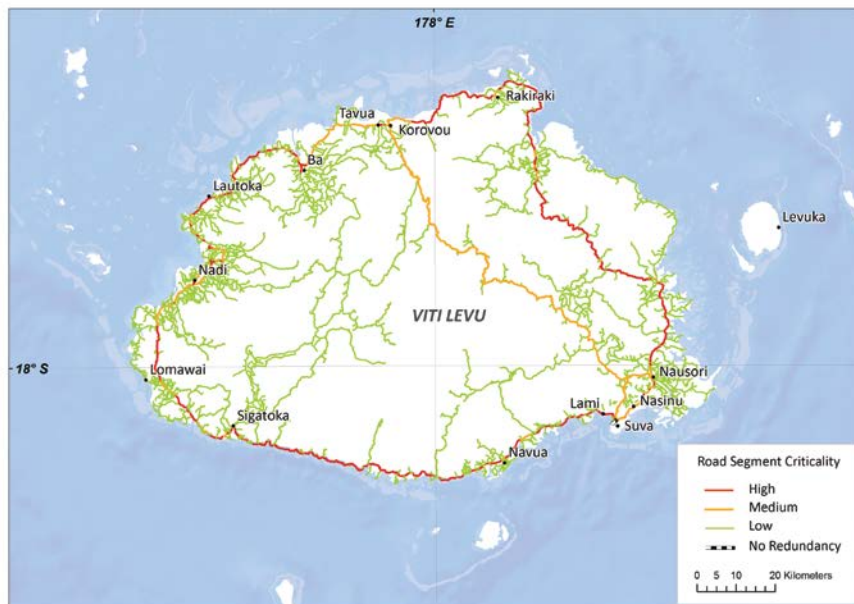 178° E
Rakiraki
Tavua
Korovou
Ba
Lautoka
Levuka
Nadi
VITI LEVU
18° S
Lomawai
Nausori
Lami
Nasinu
Sigatoka
Suva
Navua
Road Segment Criticality
High
Medium
Low
No Redundancy
0 5 10 20 Kilometers